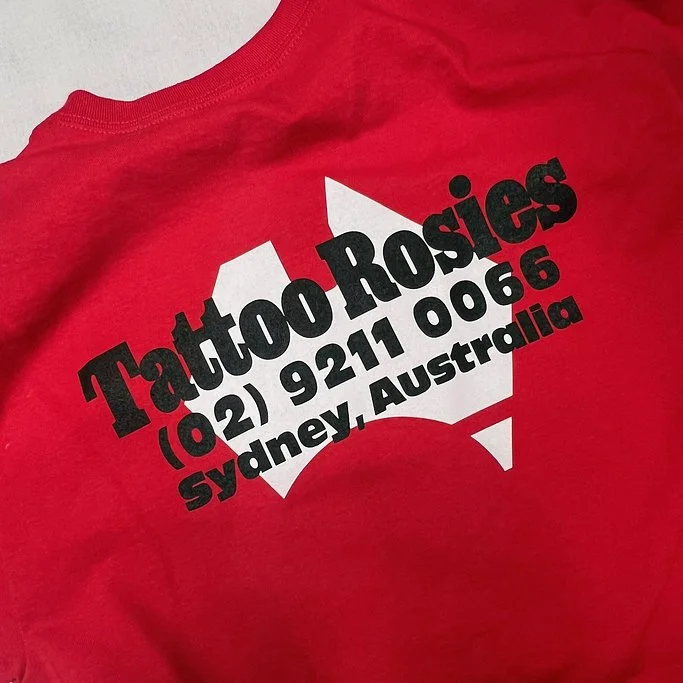 Tattoo Rosies
(02) 9211 0066
Sydney, Australia